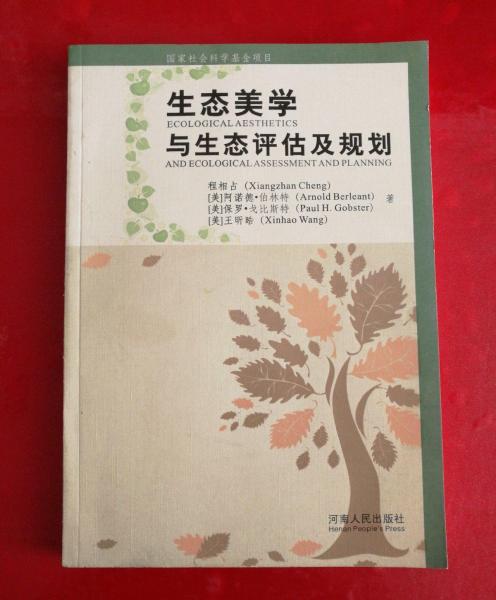 国家社会科学基金项目
生态美学
ECOLOGICAL AESTHETICS
与生态评估及规划
AND ECOLOGICAL ASSESSMENT AND PLANNING
程相占(Xiangzhan Cheng)
[美]阿诺德·伯林特(Arnold Berleant)
[美]保罗·戈比斯特(Paul H. Gobster)
著
[美]王昕晧(Xinhao Wang)
河南人民出版社
Henan People's Press